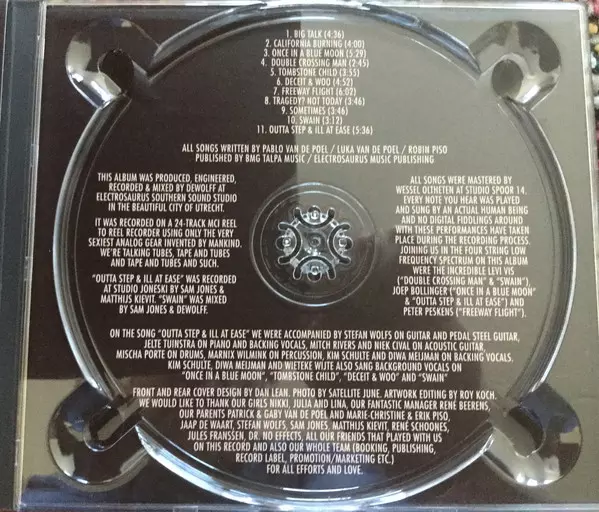 1. BIG TALK (4:36)
2. CALIFORNIA BURNING (4:00)
3. ONCE IN A BLUE MOON (5:29)
4. DOUBLE CROSSING MAN (2:45)
5. TOMBSTONE CHILD (3:55)
6. DECEIT & WOO (4:52)
7. FREEWAY FLIGHT (6:02)
8. TRAGEDY? NOT TODAY (3:46)
9. SOMETIMES (3:46)
10. SWAIN (3:12)
11. OUTTA STEP & ILL AT EASE (5:36)
ALL SONGS WRITTEN BY PABLO VAN DE POEL / LUKA VAN DE POEL / ROBIN PISO
PUBLISHED BY BMG TALPA MUSIC / ELECTROSAURUS MUSIC PUBLISHING
THIS ALBUM WAS PRODUCED, ENGINEERED,
RECORDED & MIXED BY DEWOLFF AT
ELECTROSAURUS SOUTHERN SOUND STUDIO
IN THE BEAUTIFUL CITY OF UTRECHT.
IT WAS RECORDED ON A 24-TRACK MCI REEL
TO REEL RECORDER USING ONLY THE VERY
SEXIEST ANALOG GEAR INVENTED BY MANKIND.
WE'RE TALKING TUBES, TAPE AND TUBES
AND TAPE AND TUBES AND SUCH.
"OUTTA STEP & ILL AT EASE" WAS RECORDED
AT STUDIO JONESKI BY SAM JONES &
MATTHIJS KIEVIT. "SWAIN" WAS MIXED
BY SAM JONES & DEWOLFF.
ALL SONGS WERE MASTERED BY
WESSEL OLTHETEN AT STUDIO SPOOR 14.
EVERY NOTE YOU HEAR WAS PLAYED
AND SUNG BY AN ACTUAL HUMAN BEING
AND NO DIGITAL FIDDLINGS AROUND
WITH THESE PERFORMANCES HAVE TAKEN
PLACE DURING THE RECORDING PROCESS.
JOINING US IN THE FOUR STRING LOW
FREQUENCY SPECTRUM ON THIS ALBUM
WERE THE INCREDIBLE LEVI VIS
("DOUBLE CROSSING MAN" & "SWAIN"),
JOEP BOLLINGER ("ONCE IN A BLUE MOON"
& "OUTTA STEP & ILL AT EASE") AND
PETER PESKENS ("FREEWAY FLIGHT").
ON THE SONG "OUTTA STEP & ILL AT EASE" WE WERE ACCOMPANIED BY STEFAN WOLFS ON GUITAR AND PEDAL STEEL GUITAR,
JELTE TUINSTRA ON PIANO AND BACKING VOCALS, MITCH RIVERS AND NIEK CIVAL ON ACOUSTIC GUITAR,
MISCHA PORTE ON DRUMS, MARNIX WILMINK ON PERCUSSION, KIM SCHULTE AND DIWA MEIJMAN ON BACKING VOCALS.
KIM SCHULTE, DIWA MEIJMAN AND WIETEKE WIJTE ALSO SANG BACKGROUND VOCALS ON
"ONCE IN A BLUE MOON", "TOMBSTONE CHILD", "DECEIT & WOO" AND "SWAIN"
FRONT AND REAR COVER DESIGN BY DAN LEAN. PHOTO BY SATELLITE JUNE. ARTWORK EDITING BY ROY KOCH.
WE WOULD LIKE TO THANK OUR GIRLS NIKKI, JULIA AND LINA, OUR FANTASTIC MANAGER RENÉ BEERENS,
OUR PARENTS PATRICK & GABY VAN DE POEL AND MARIE-CHRISTINE & ERIK PISO,
JAAP DE WAART, STEFAN WOLFS, SAM JONES, MATTHIJS KIEVIT, RENÉ SCHOONES,
JULES FRANSSEN, DR. NO EFFECTS, ALL OUR FRIENDS THAT PLAYED WITH US
ON THIS RECORD AND ALSO OUR WHOLE TEAM (BOOKING, PUBLISHING,
RECORD LABEL, PROMOTION/MARKETING ETC.)
FOR ALL EFFORTS AND LOVE.